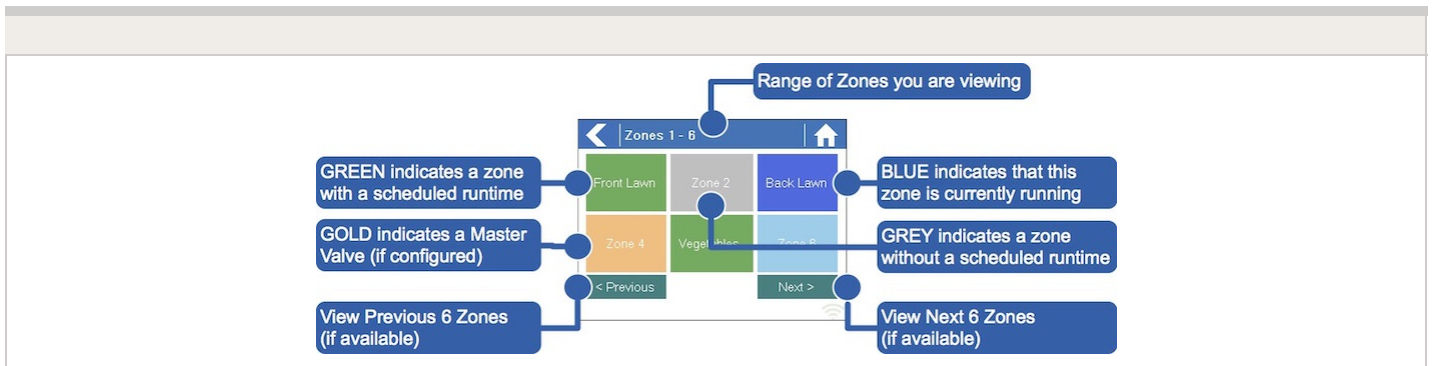 Range of Zones you are viewing
Zones 1 - 6
GREEN indicates a zone
with a scheduled runtime
Front Lawn
Zone 2
Back Lawn
BLUE indicates that this
zone is currently running
GOLD indicates a Master
Valve (if configured)
Zone 4
Vegetables
Zone 6
GREY indicates a zone
without a scheduled runtime
< Previous
Next >
View Previous 6 Zones
(if available)
View Next 6 Zones
(if available)